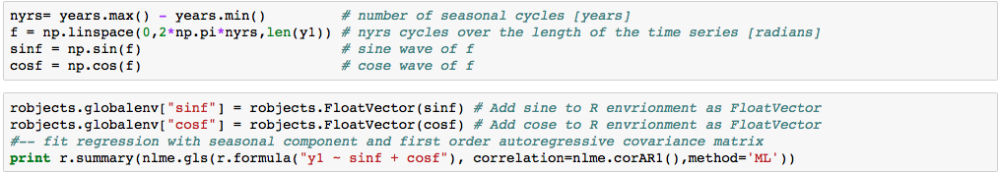 nyrs= years.max() - years.min()          # number of seasonal cycles [years]
f = np.linspace(0,2*np.pi*nyrs,len(y1)) # nyrs cycles over the length of the time series [radians]
sinf = np.sin(f)                        # sine wave of f
cosf = np.cos(f)                        # cose wave of f
robjects.globalenv["sinf"] = robjects.FloatVector(sinf) # Add sine to R envrionment as FloatVector
robjects.globalenv["cosf"] = robjects.FloatVector(cosf) # Add cose to R envrionment as FloatVector
#-- fit regression with seasonal component and first order autoregressive covariance matrix
print r.summary(nlme.gls(r.formula("y1 ~ sinf + cosf"), correlation=nlme.corAR1(),method='ML'))